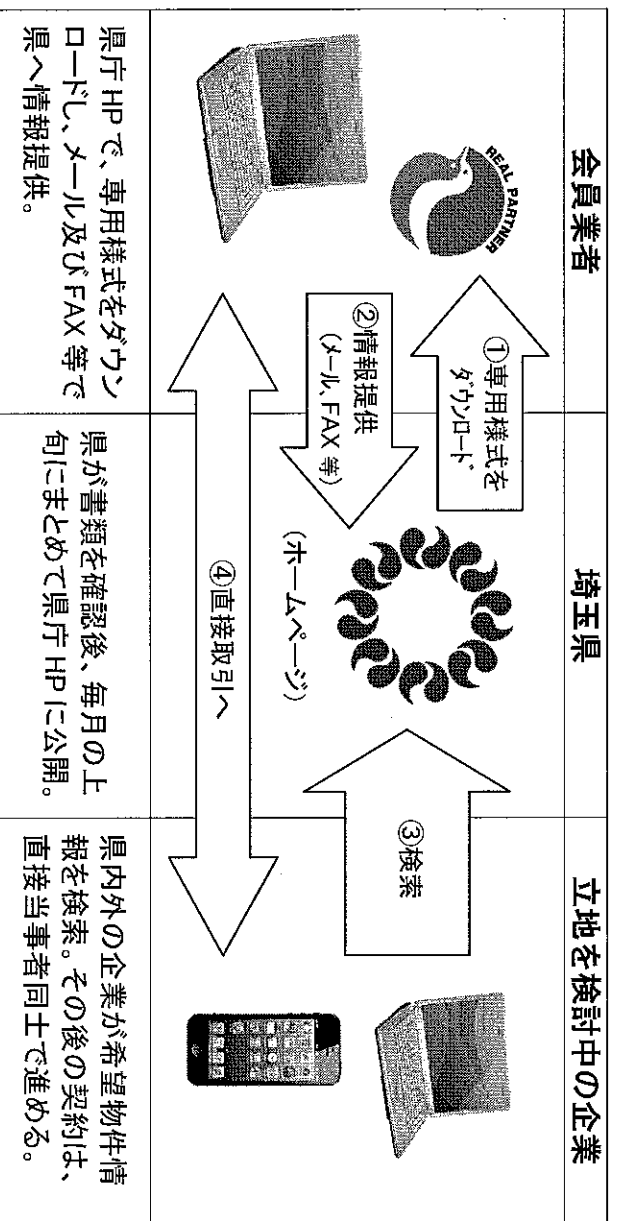 会員業者
埼玉県
立地を検討中の企業
REAL PARTNER
①専用様式を
ダウンロード
②情報提供
(メール、FAX 等)
(ホームページ)
③検索
④直接取引へ
県庁 HP で、専用様式をダウン
ロードし、メール及び FAX 等で
県へ情報提供。
県が書類を確認後、毎月の上
旬にまとめて県庁 HP に公開。
県内外の企業が希望物件情
報を検索。その後の契約は、
直接当事者同士で進める。